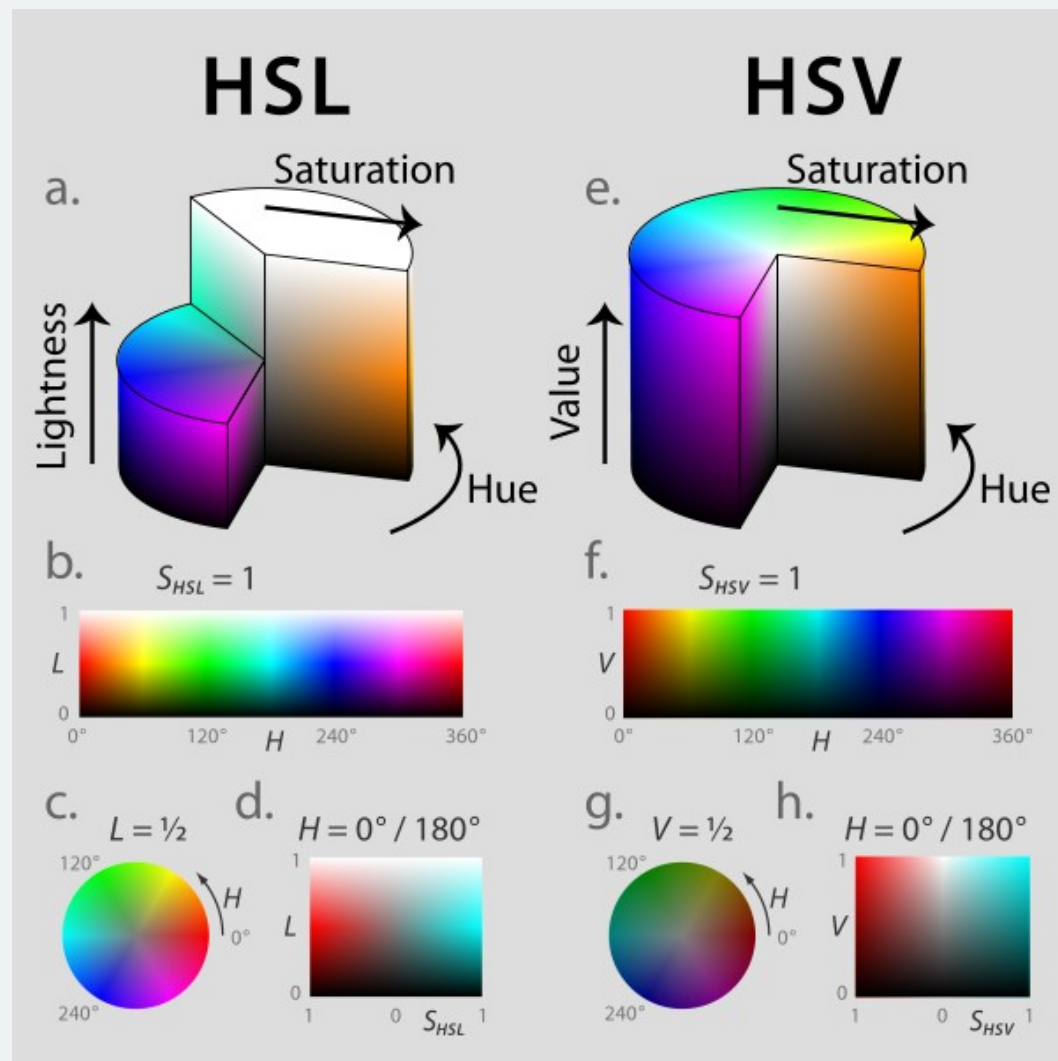 HSL
HSV
a.
Saturation
Lightness
Hue
e.
Saturation
Value
Hue
b.
S_HSL = 1
1
L
0
0°
120°
H
240°
360°
f.
S_HSV = 1
1
V
0
0°
120°
H
240°
360°
c.
L = ½
120°
H
0°
240°
d.
H = 0° / 180°
1
L
0
1
0
S_HSL
1
g.
V = ½
120°
H
0°
240°
h.
H = 0° / 180°
1
V
0
1
0
S_HSV
1